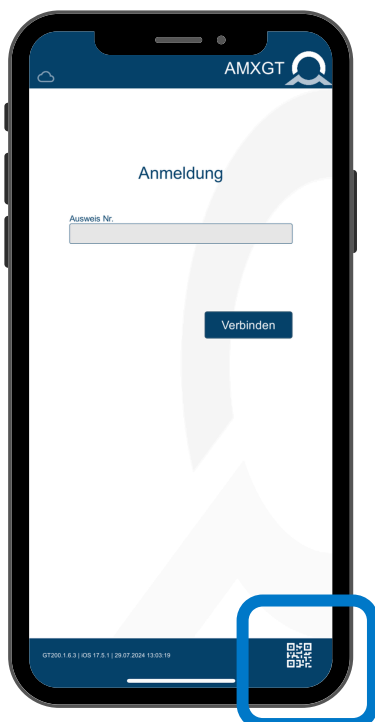 AMXGT
Anmeldung
Ausweis Nr.
Verbinden
GT200.1.6.3 | iOS 17.5.1 | 29.07.2024 13:03:19